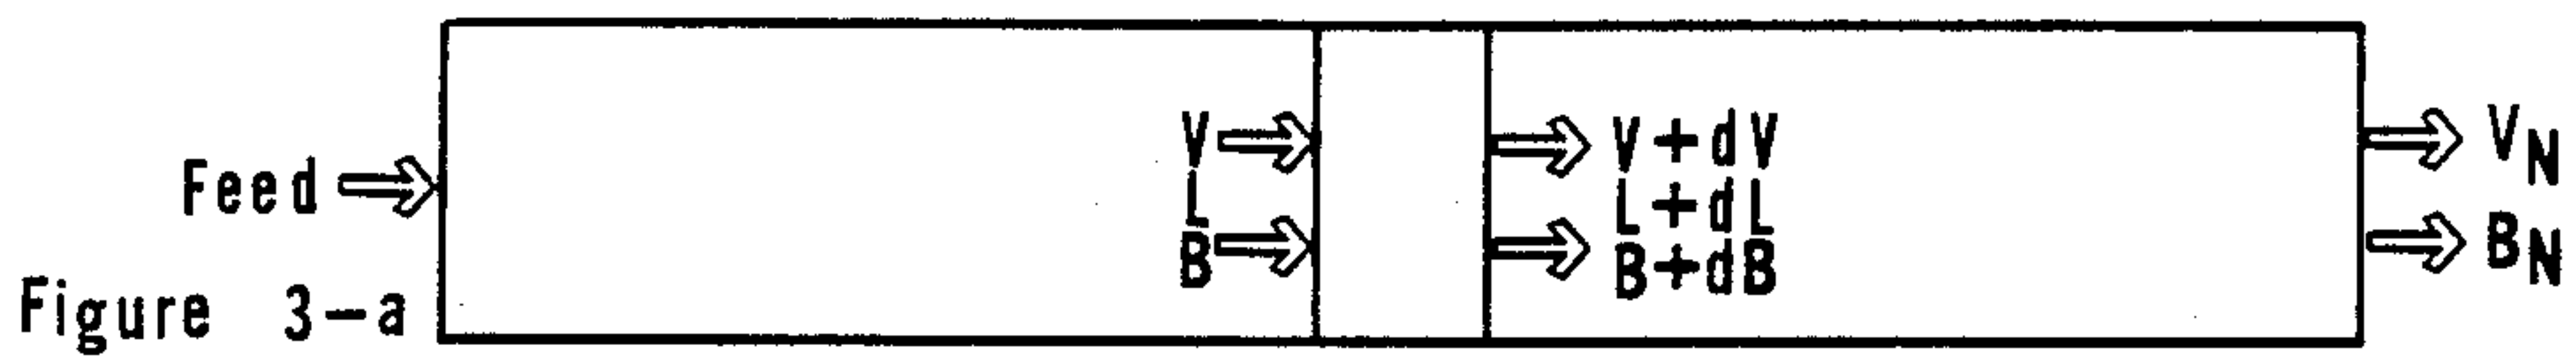 Feed
V
L
B
V+dV
L+dL
B+dB
V_N
B_N
Figure 3-a